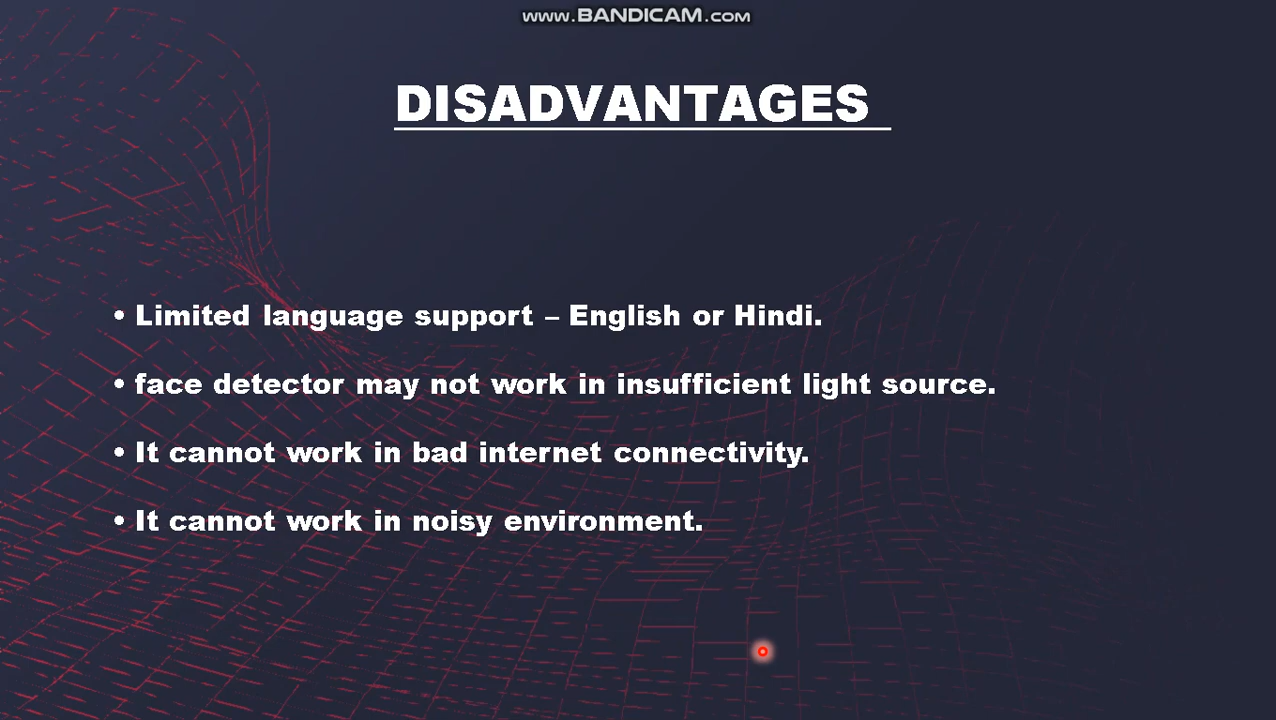 www.BANDICAM.com
DISADVANTAGES
• Limited language support – English or Hindi.
• face detector may not work in insufficient light source.
• It cannot work in bad internet connectivity.
• It cannot work in noisy environment.